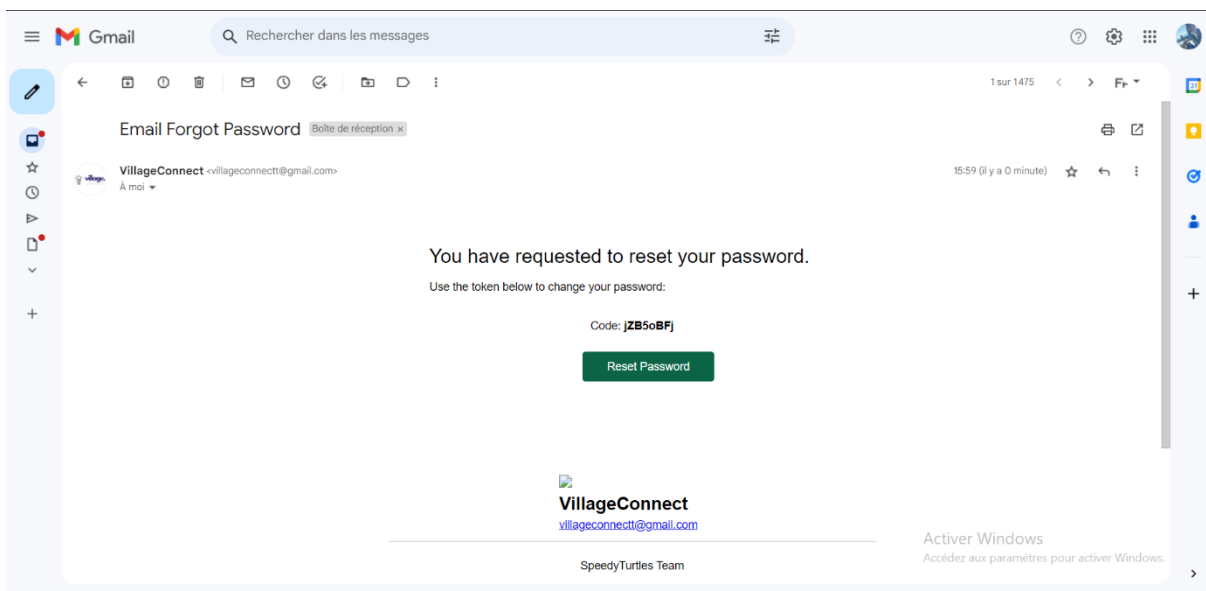 Gmail
Rechercher dans les messages
1 sur 1475
Email Forgot Password Boîte de réception ×
village.
VillageConnect <villageconnectt@gmail.com>
15:59 (il y a 0 minute)
À moi
31
You have requested to reset your password.
Use the token below to change your password:
Code: jZB5oBFj
Reset Password
VillageConnect
villageconnectt@gmail.com
SpeedyTurtles Team
Activer Windows
Accédez aux paramètres pour activer Windows.